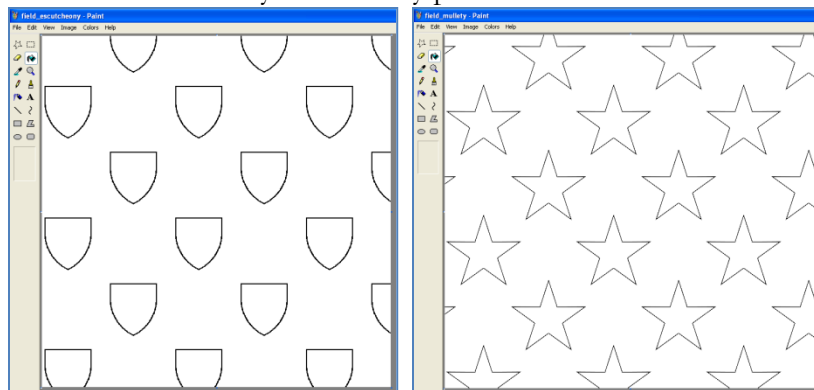 field_escutcheony - Paint
File Edit View Image Colors Help
A
field_mullety - Paint
File Edit View Image Colors Help
A